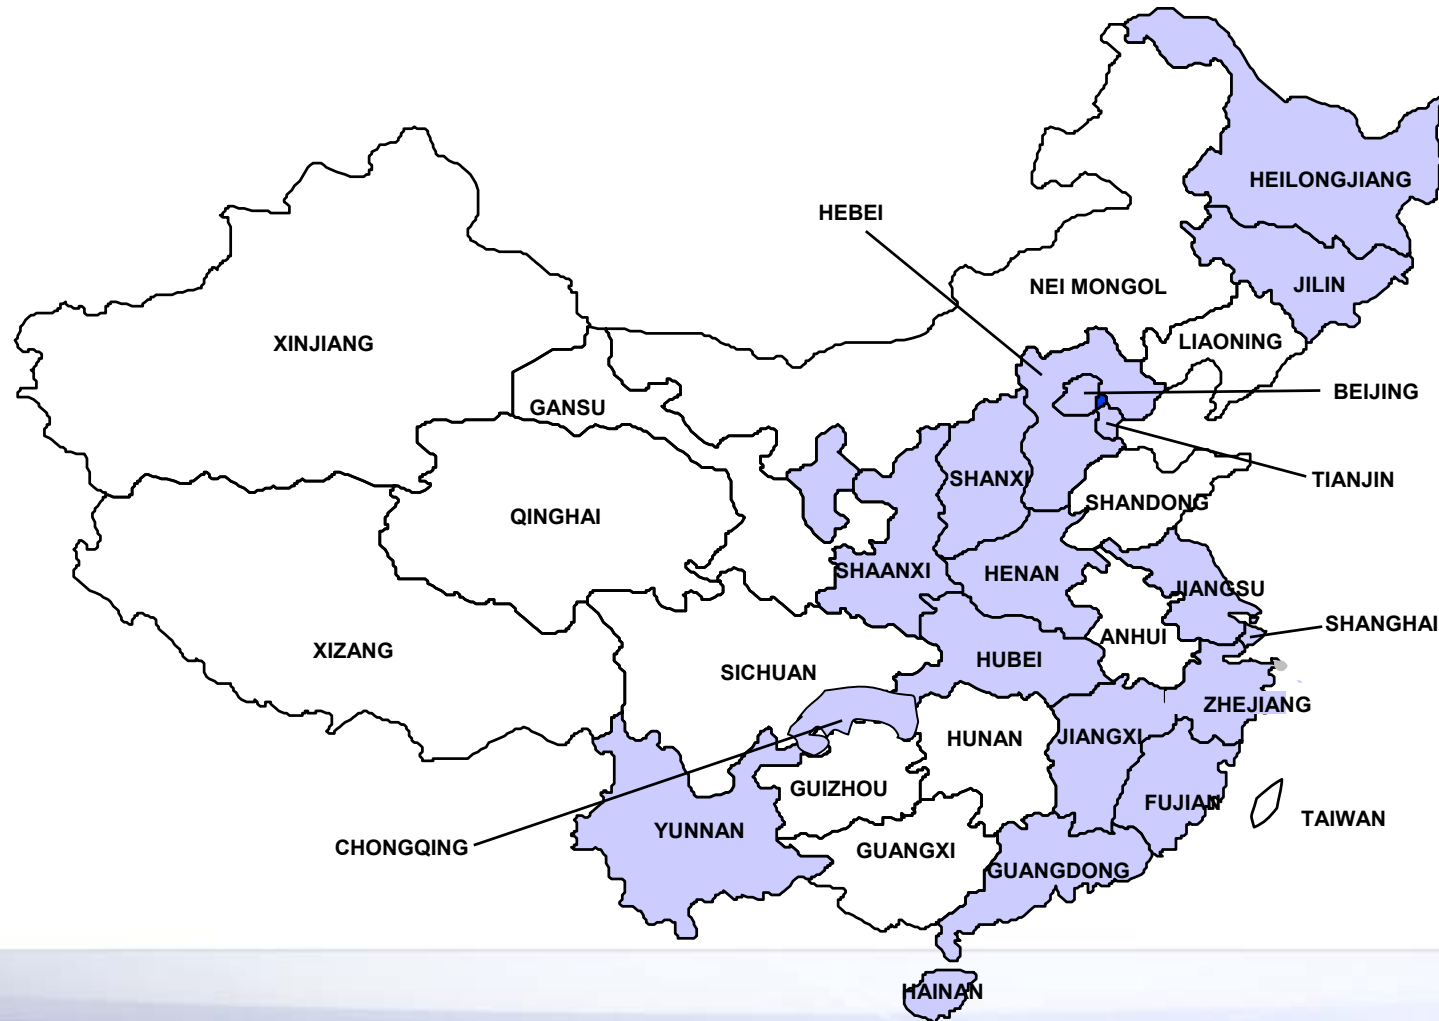 HEILONGJIANG
HEBEI
NEI MONGOL
JILIN
XINJIANG
LIAONING
BEIJING
GANSU
SHANXI
TIANJIN
SHANDONG
QINGHAI
SHAANXI
HENAN
JIANGSU
SHANGHAI
ANHUI
XIZANG
HUBEI
SICHUAN
ZHEJIANG
HUNAN
JIANGXI
GUIZHOU
FUJIAN
TAIWAN
YUNNAN
CHONGQING
GUANGXI
GUANGDONG
HAINAN